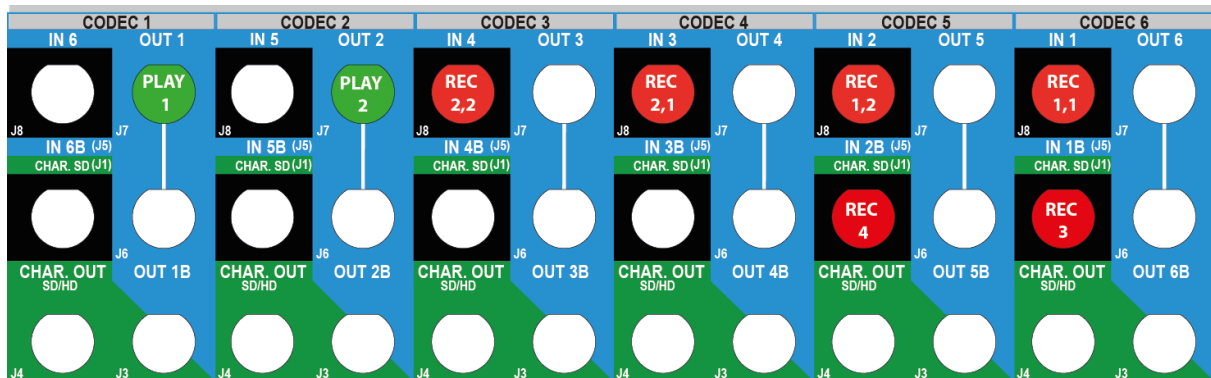 CODEC 1 CODEC 2 CODEC 3 CODEC 4 CODEC 5 CODEC 6
IN 6 OUT 1 IN 5 OUT 2 IN 4 OUT 3 IN 3 OUT 4 IN 2 OUT 5 IN 1 OUT 6
PLAY PLAY REC REC REC REC
1 2 2,2 2,1 1,2 1,1
J8 J7 J8 J7 J8 J7 J8 J7 J8 J7 J8 J7
IN 6B (J5) IN 5B (J5) IN 4B (J5) IN 3B (J5) IN 2B (J5) IN 1B (J5)
CHAR. SD (J1) CHAR. SD (J1) CHAR. SD (J1) CHAR. SD (J1) CHAR. SD (J1) CHAR. SD (J1)
REC REC
4 3
J6 J6 J6 J6 J6 J6
CHAR. OUT OUT 1B CHAR. OUT OUT 2B CHAR. OUT OUT 3B CHAR. OUT OUT 4B CHAR. OUT OUT 5B CHAR. OUT OUT 6B
SD/HD SD/HD SD/HD SD/HD SD/HD SD/HD
J4 J3 J4 J3 J4 J3 J4 J3 J4 J3 J4 J3